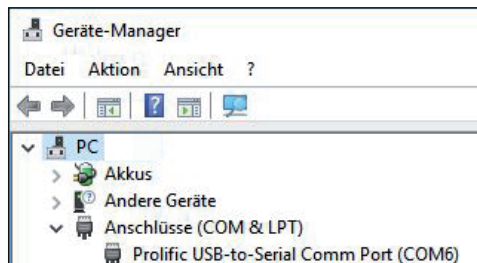 Geräte-Manager
Datei Aktion Ansicht ?
PC
Akkus
Andere Geräte
Anschlüsse (COM & LPT)
Prolific USB-to-Serial Comm Port (COM6)